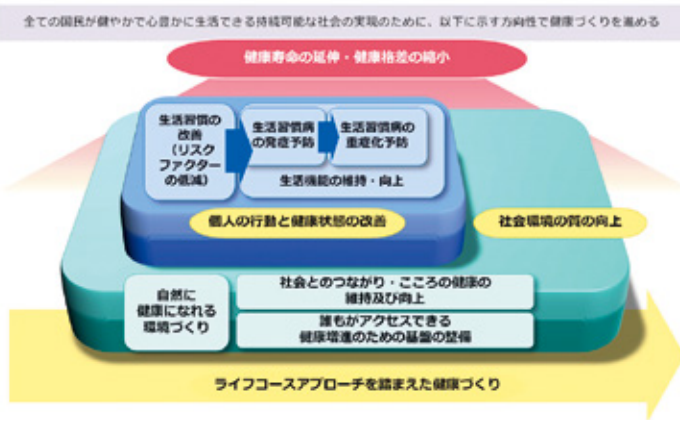 全ての国民が健やかで心豊かに生活できる持続可能な社会の実現のために、以下に示す方向性で健康づくりを進める
健康寿命の延伸・健康格差の縮小
生活習慣の
改善
（リスク
ファクター
の低減）
生活習慣病
の発症予防
生活習慣病の
重症化予防
生活機能の維持・向上
個人の行動と健康状態の改善
社会環境の質の向上
自然に
健康になれる
環境づくり
社会とのつながり・こころの健康の
維持及び向上
誰もがアクセスできる
健康増進のための基盤の整備
ライフコースアプローチを踏まえた健康づくり